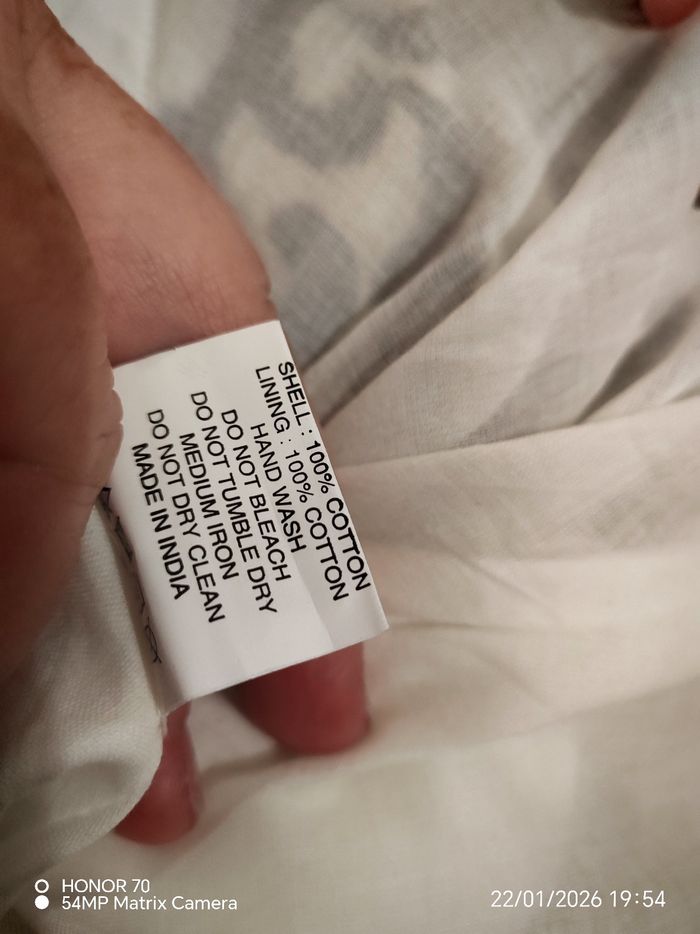 SHELL : 100% COTTON
LINING : 100% COTTON
HAND WASH
DO NOT BLEACH
DO NOT TUMBLE DRY
MEDIUM IRON
DO NOT DRY CLEAN
MADE IN INDIA
HONOR 70
54MP Matrix Camera
22/01/2026 19:54